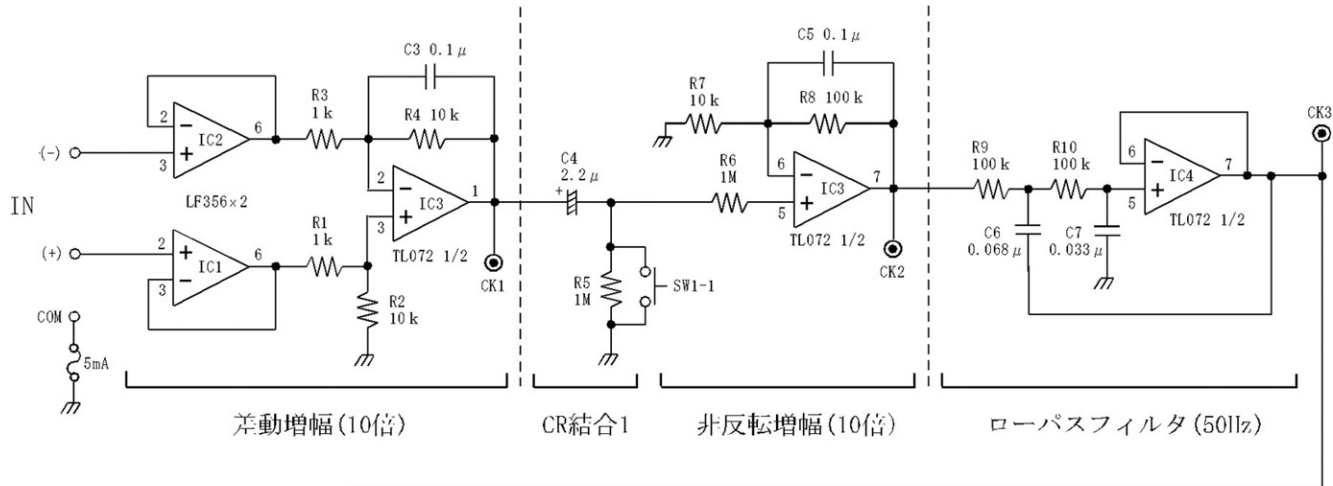 C3 0.1μ
R3
1k
R4 10k
2
3
IC2
6
(-)
LF356×2
IN
2
3
IC3
1
TL072 1/2
CK1
(+)
2
3
IC1
6
R1
1k
R2
10k
COM
5mA
差動増幅(10倍)
C4
2.2μ
+
R5
1M
SW1-1
CR結合1
C5 0.1μ
R7
10k
R8 100k
R6
1M
6
5
IC3
7
TL072 1/2
CK2
非反転増幅(10倍)
R9
100k
R10
100k
C6
0.068μ
C7
0.033μ
6
5
IC4
7
TL072 1/2
CK3
ローパスフィルタ(50Hz)